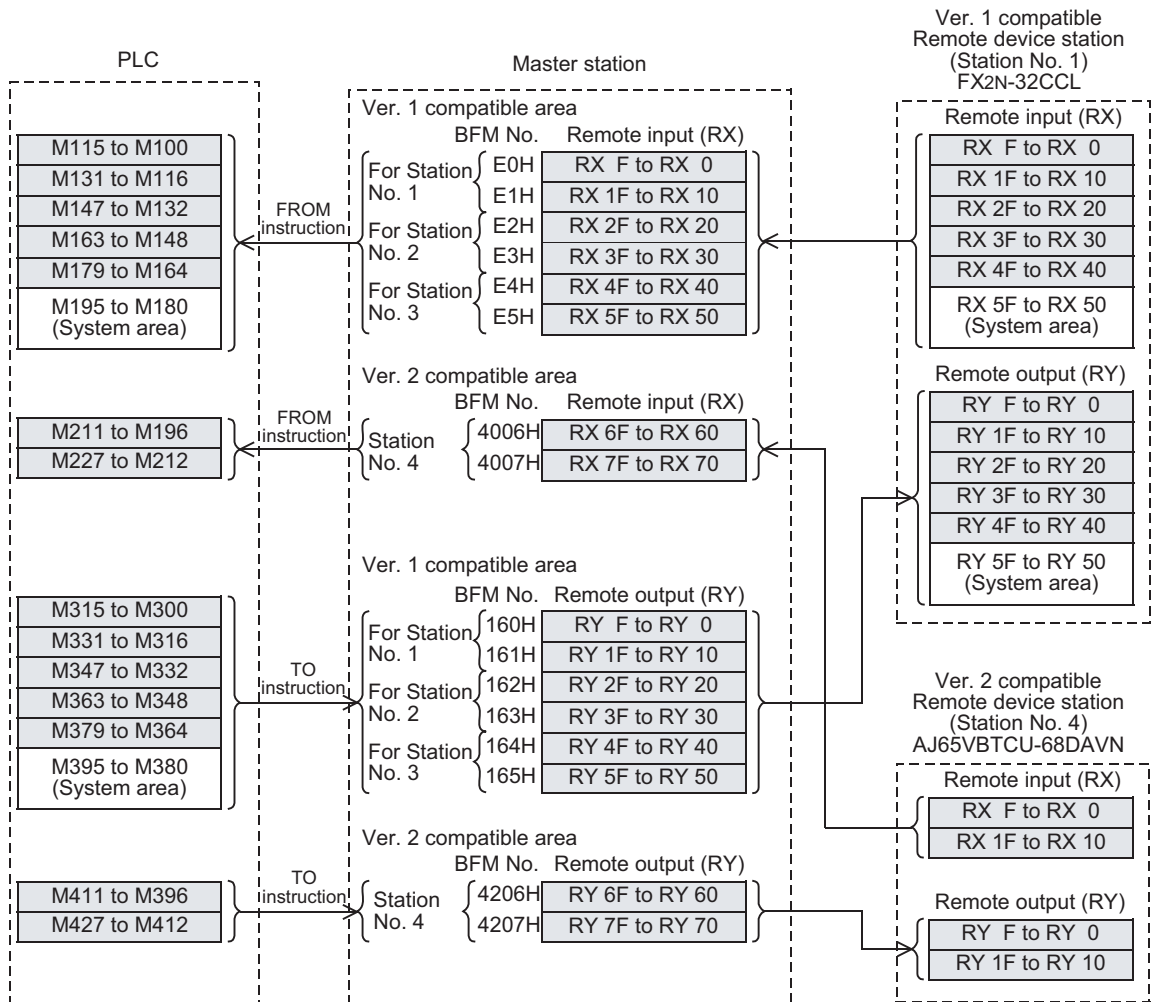 PLC
Master station
Ver. 1 compatible
Remote device station
(Station No. 1)
FX2N-32CCL
Ver. 1 compatible area
BFM No. Remote input (RX)
M115 to M100
M131 to M116
M147 to M132
M163 to M148
M179 to M164
M195 to M180
(System area)
FROM
instruction
For Station
No. 1
For Station
No. 2
For Station
No. 3
E0H RX F to RX 0
E1H RX 1F to RX 10
E2H RX 2F to RX 20
E3H RX 3F to RX 30
E4H RX 4F to RX 40
E5H RX 5F to RX 50
Remote input (RX)
RX F to RX 0
RX 1F to RX 10
RX 2F to RX 20
RX 3F to RX 30
RX 4F to RX 40
RX 5F to RX 50
(System area)
Ver. 2 compatible area
BFM No. Remote input (RX)
M211 to M196
M227 to M212
FROM
instruction
Station
No. 4
4006H RX 6F to RX 60
4007H RX 7F to RX 70
Remote output (RY)
RY F to RY 0
RY 1F to RY 10
RY 2F to RY 20
RY 3F to RY 30
RY 4F to RY 40
RY 5F to RY 50
(System area)
Ver. 1 compatible area
BFM No. Remote output (RY)
M315 to M300
M331 to M316
M347 to M332
M363 to M348
M379 to M364
M395 to M380
(System area)
TO
instruction
For Station
No. 1
For Station
No. 2
For Station
No. 3
160H RY F to RY 0
161H RY 1F to RY 10
162H RY 2F to RY 20
163H RY 3F to RY 30
164H RY 4F to RY 40
165H RY 5F to RY 50
Ver. 2 compatible
Remote device station
(Station No. 4)
AJ65VBTCU-68DAVN
Remote input (RX)
RX F to RX 0
RX 1F to RX 10
Ver. 2 compatible area
BFM No. Remote output (RY)
M411 to M396
M427 to M412
TO
instruction
Station
No. 4
4206H RY 6F to RY 60
4207H RY 7F to RY 70
Remote output (RY)
RY F to RY 0
RY 1F to RY 10